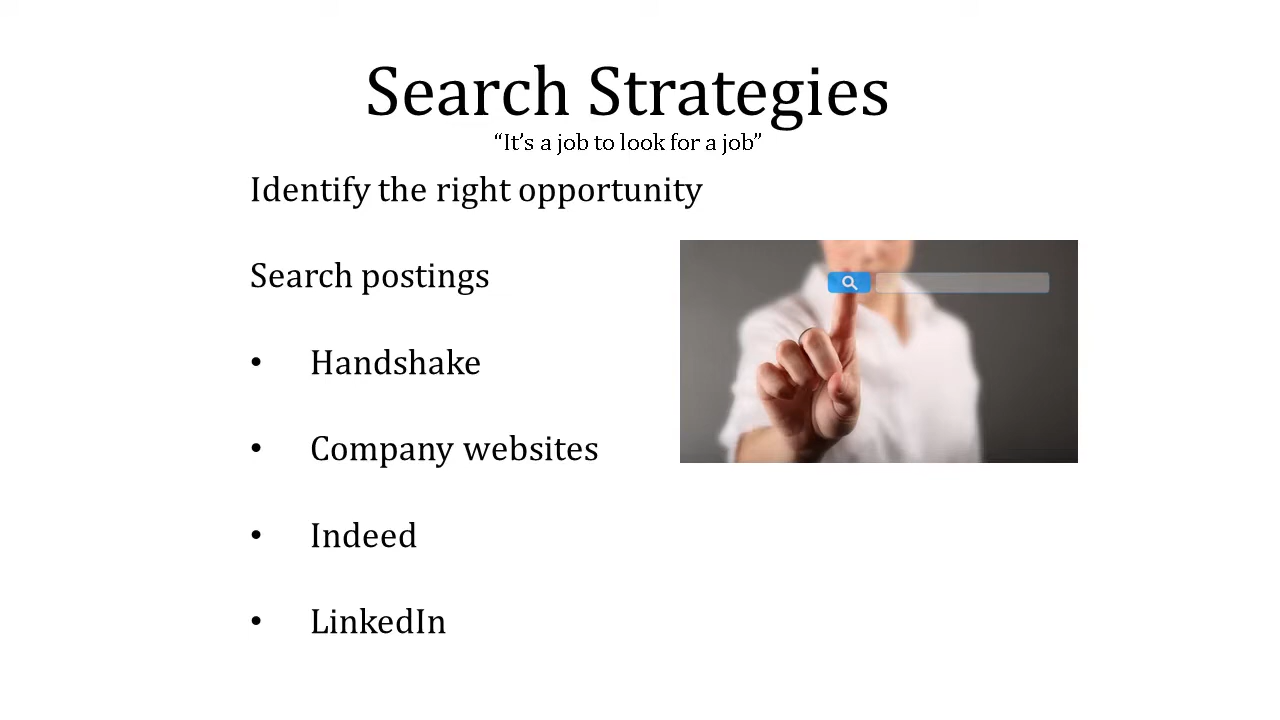 Search Strategies
“It’s a job to look for a job”
Identify the right opportunity
Search postings
• Handshake
• Company websites
• Indeed
• LinkedIn